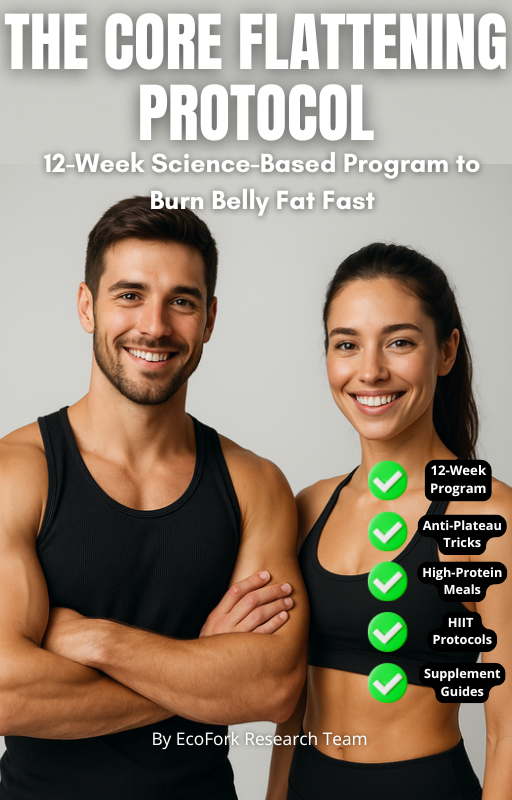 THE CORE FLATTENING
PROTOCOL
12-Week Science-Based Program to
Burn Belly Fat Fast
12-Week
Program
Anti-Plateau
Tricks
High-Protein
Meals
HIIT
Protocols
Supplement
Guides
By EcoFork Research Team